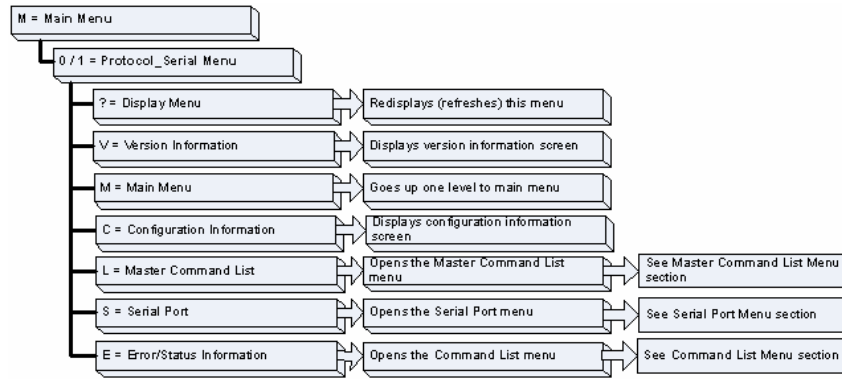 M = Main Menu
0 / 1 = Protocol_Serial Menu
? = Display Menu
Redisplays (refreshes) this menu
V = Version Information
Displays version information screen
M = Main Menu
Goes up one level to main menu
C = Configuration Information
Displays configuration information
screen
L = Master Command List
Opens the Master Command List
menu
See Master Command List Menu
section
S = Serial Port
Opens the Serial Port menu
See Serial Port Menu section
E = Error/Status Information
Opens the Command List menu
See Command List Menu section